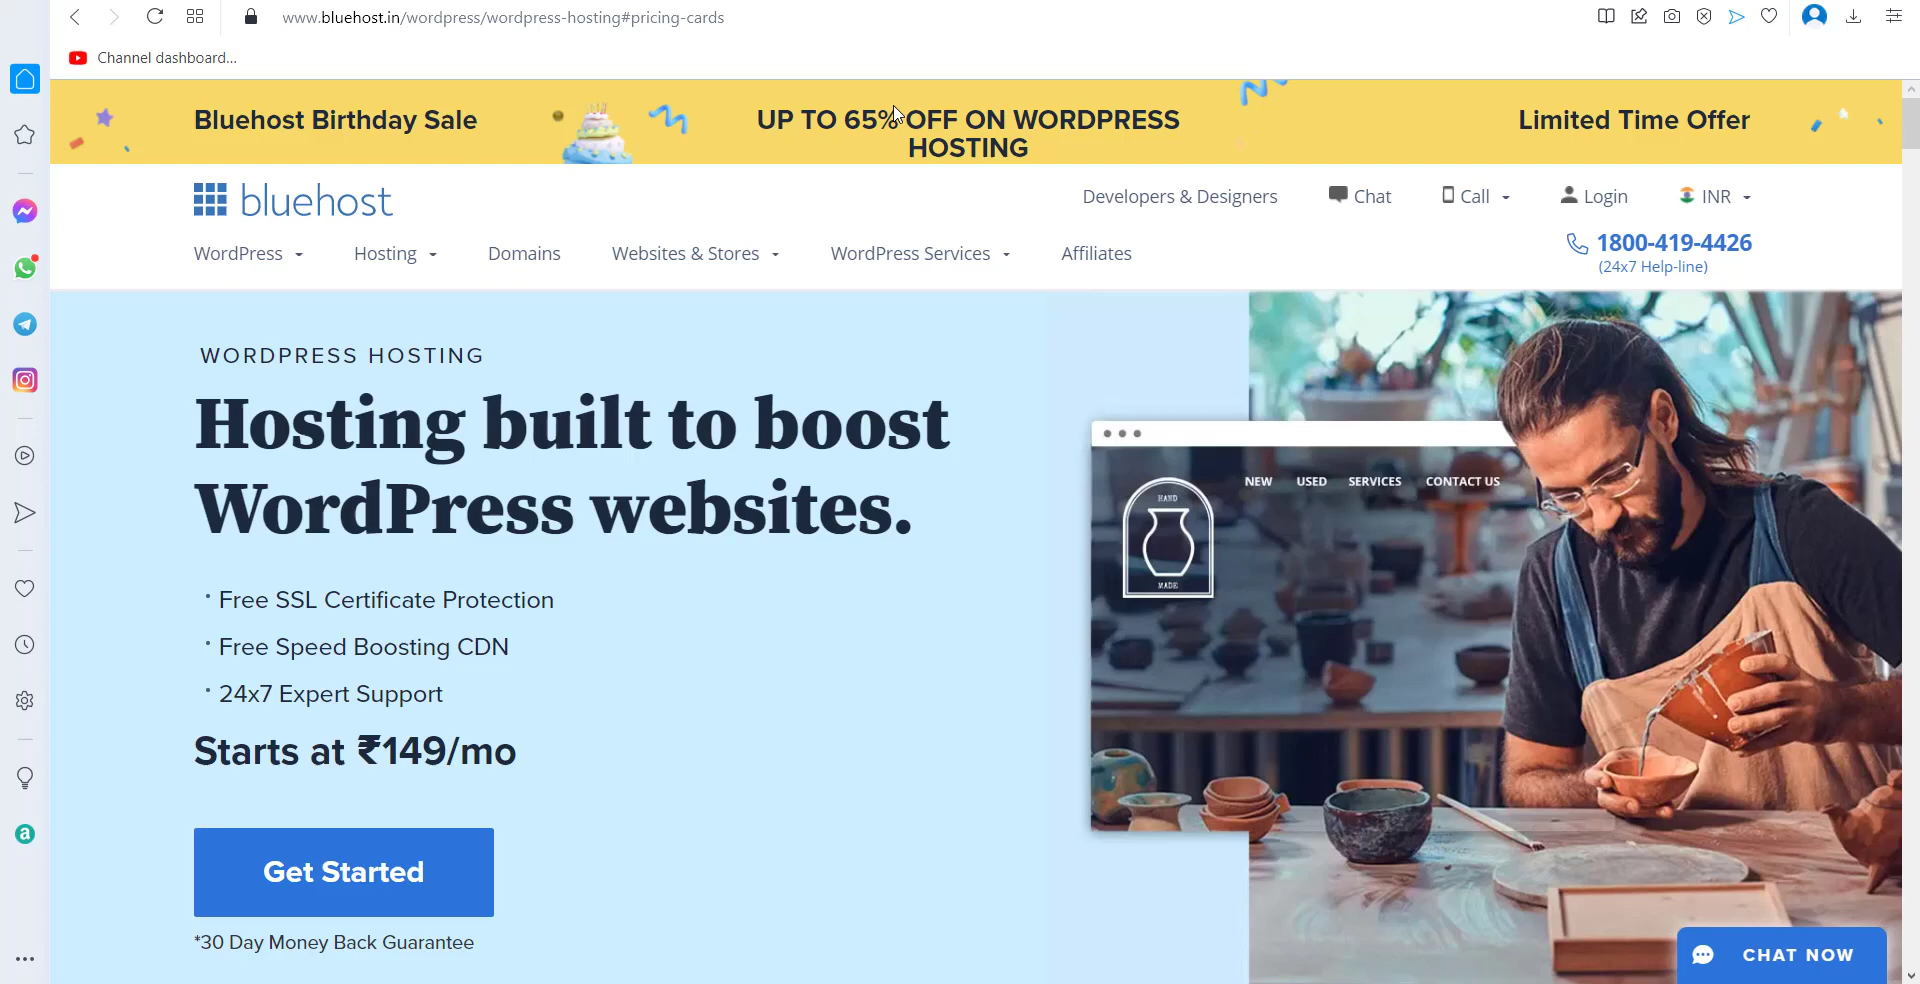 www.bluehost.in/wordpress/wordpress-hosting#pricing-cards
Channel dashboard...
Bluehost Birthday Sale
UP TO 65% OFF ON WORDPRESS
HOSTING
Limited Time Offer
bluehost
Developers & Designers
Chat
Call
Login
INR
WordPress
Hosting
Domains
Websites & Stores
WordPress Services
Affiliates
1800-419-4426
(24x7 Help-line)
WORDPRESS HOSTING
Hosting built to boost
WordPress websites.
· Free SSL Certificate Protection
· Free Speed Boosting CDN
· 24x7 Expert Support
Starts at ₹149/mo
Get Started
*30 Day Money Back Guarantee
HAND
MADE
NEW
USED
SERVICES
CONTACT US
CHAT NOW
a